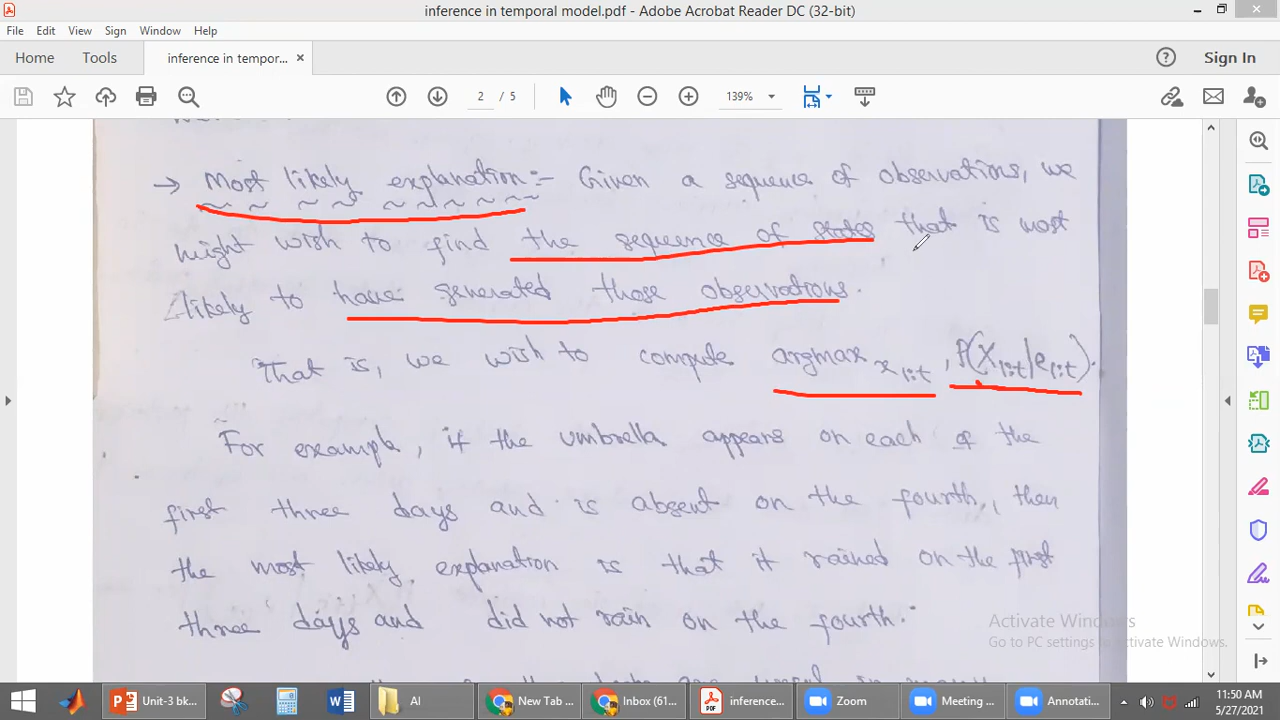 inference in temporal model.pdf - Adobe Acrobat Reader DC (32-bit)
File Edit View Sign Window Help
Home Tools inference in tempor... × Sign In
2 / 5 139%
→ Most likely explanation:- Given a sequence of observations, we
might wish to find the sequence of states that is most
likely to have generated those observations.
That is, we wish to compute argmax x1:t , P(X1:t|e1:t).
For example, if the umbrella appears on each of the
first three days and is absent on the fourth, then
the most likely explanation is that it rained on the first
three days and did not rain on the fourth.
Activate Windows
Go to PC settings to activate Windows.
Unit-3 bk... AI New Tab ... Inbox (61... inference... Zoom Meeting ... Annotati...
11:50 AM
5/27/2021